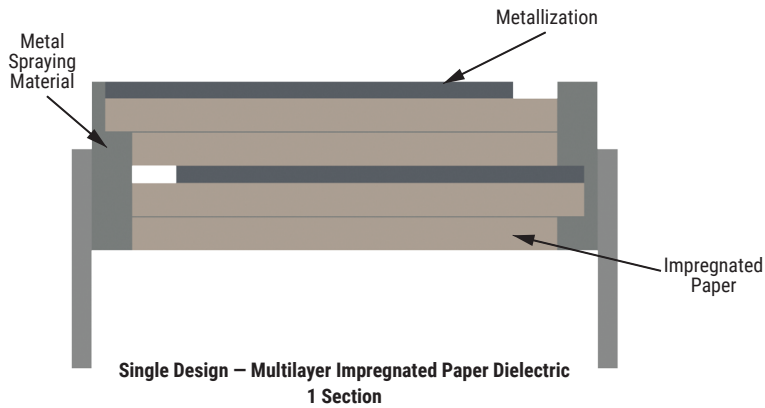 Metallization
Metal
Spraying
Material
Impregnated
Paper
Single Design — Multilayer Impregnated Paper Dielectric
1 Section